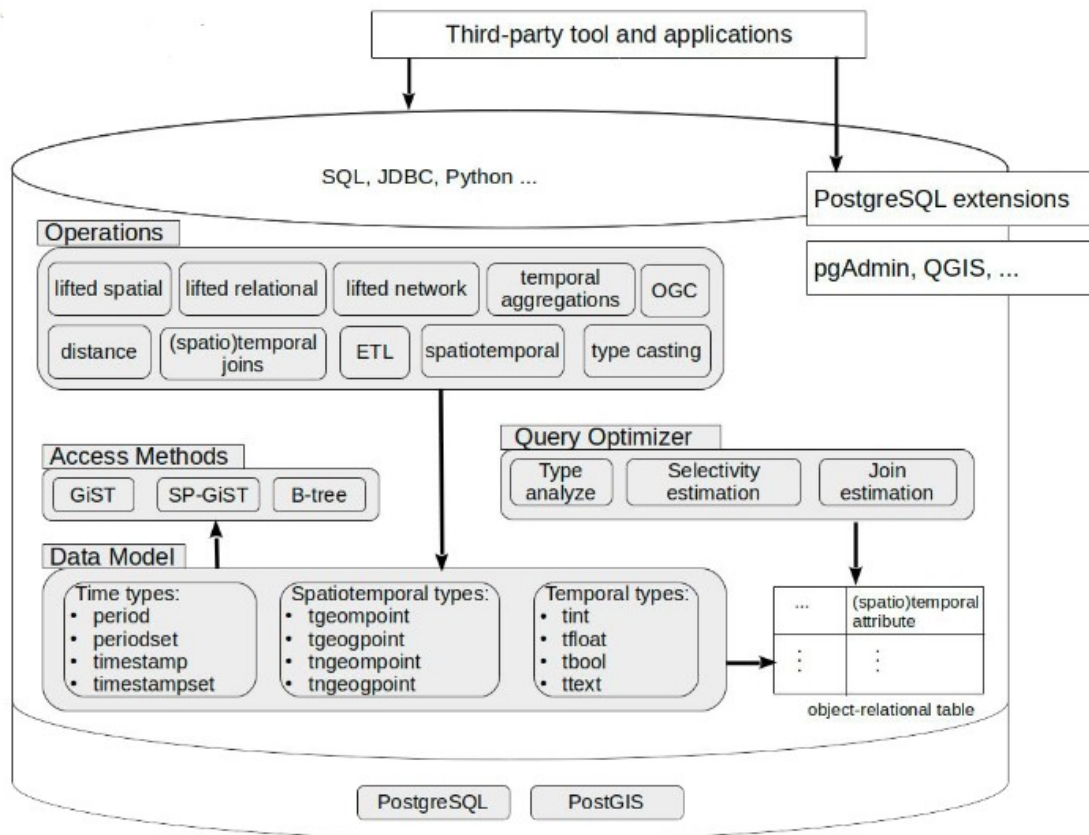 Third-party tool and applications
SQL, JDBC, Python ...
PostgreSQL extensions
pgAdmin, QGIS, ...
Operations
lifted spatial
lifted relational
lifted network
temporal
aggregations
OGC
distance
(spatio)temporal
joins
ETL
spatiotemporal
type casting
Access Methods
GiST
SP-GiST
B-tree
Query Optimizer
Type
analyze
Selectivity
estimation
Join
estimation
Data Model
Time types:
• period
• periodset
• timestamp
• timestampset
Spatiotemporal types:
• tgeompoint
• tgeogpoint
• tngeompoint
• tngeogpoint
Temporal types:
• tint
• tfloat
• tbool
• ttext
...
(spatio)temporal
attribute
⋮
⋮
object-relational table
PostgreSQL
PostGIS